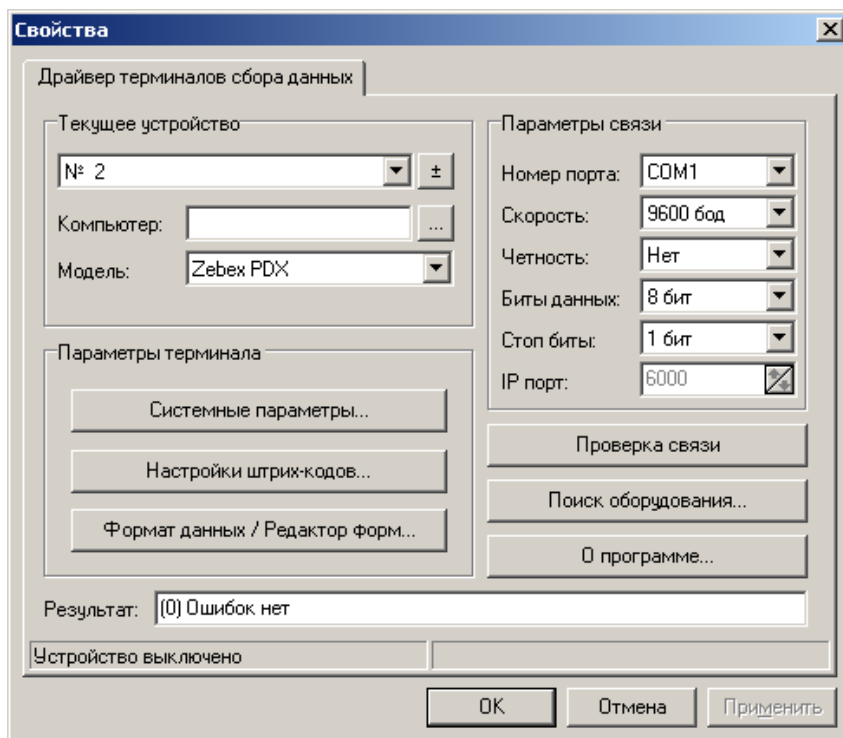 Свойства
Драйвер терминалов сбора данных
Текущее устройство
№ 2
±
Компьютер:
...
Модель: Zebex PDX
Параметры терминала
Системные параметры...
Настройки штрих-кодов...
Формат данных / Редактор форм...
Параметры связи
Номер порта: COM1
Скорость: 9600 бод
Четность: Нет
Биты данных: 8 бит
Стоп биты: 1 бит
IP порт: 6000
Проверка связи
Поиск оборудования...
О программе...
Результат: (0) Ошибок нет
Устройство выключено
OK
Отмена
Применить